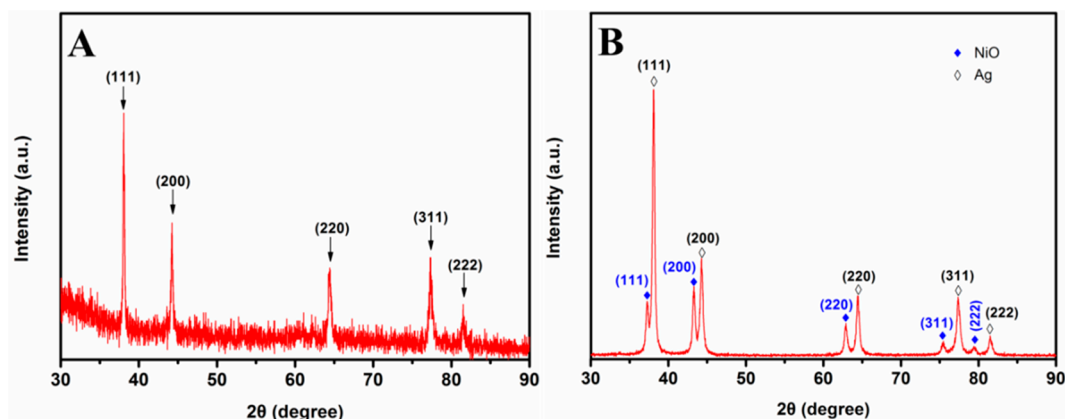 A
(111)
(200)
(220)
(311)
(222)
Intensity (a.u.)
30 40 50 60 70 80 90
2θ (degree)
B
NiO
Ag
(111)
(111)
(200)
(200)
(220)
(220)
(311)
(311)
(222)
(222)
Intensity (a.u.)
30 40 50 60 70 80 90
2θ (degree)